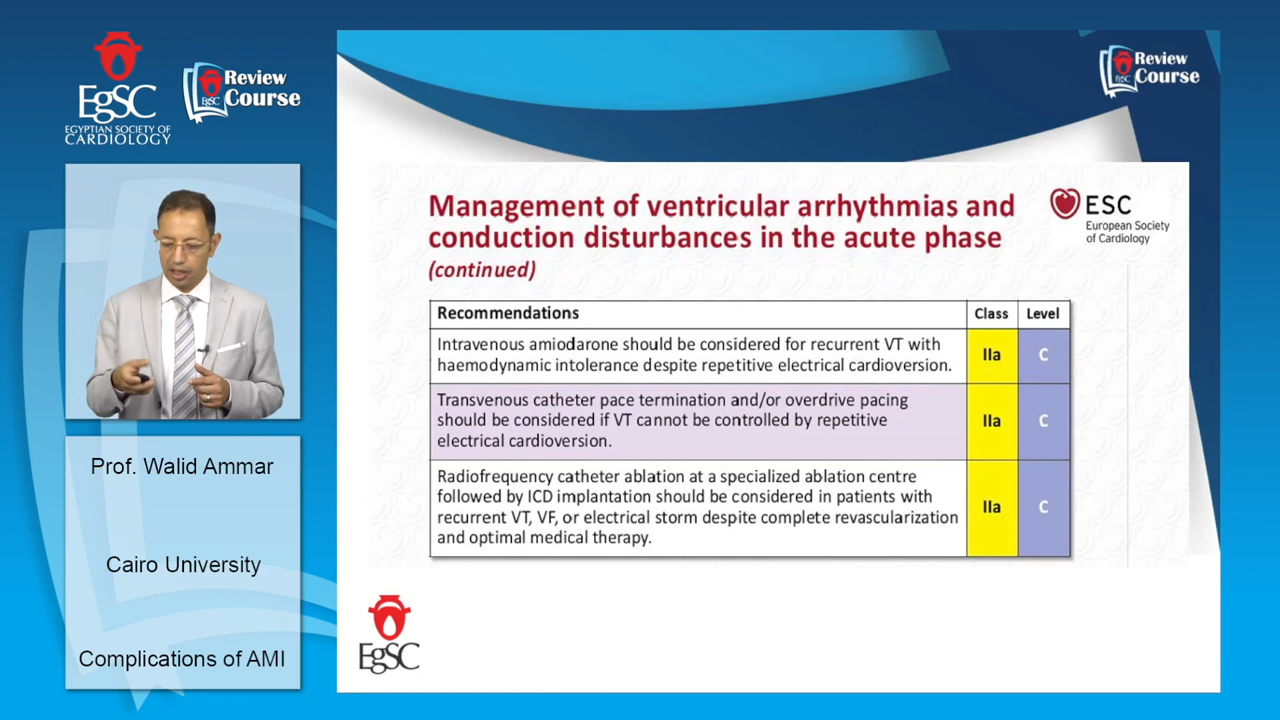 EgSC
EGYPTIAN SOCIETY OF
CARDIOLOGY
EgSC
Review
Course
Prof. Walid Ammar
Cairo University
Complications of AMI
EgSC
Review
Course
Management of ventricular arrhythmias and
conduction disturbances in the acute phase
(continued)
ESC
European Society
of Cardiology
Recommendations Class Level
Intravenous amiodarone should be considered for recurrent VT with
haemodynamic intolerance despite repetitive electrical cardioversion.
IIa C
Transvenous catheter pace termination and/or overdrive pacing
should be considered if VT cannot be controlled by repetitive
electrical cardioversion.
IIa C
Radiofrequency catheter ablation at a specialized ablation centre
followed by ICD implantation should be considered in patients with
recurrent VT, VF, or electrical storm despite complete revascularization
and optimal medical therapy.
IIa C
EgSC